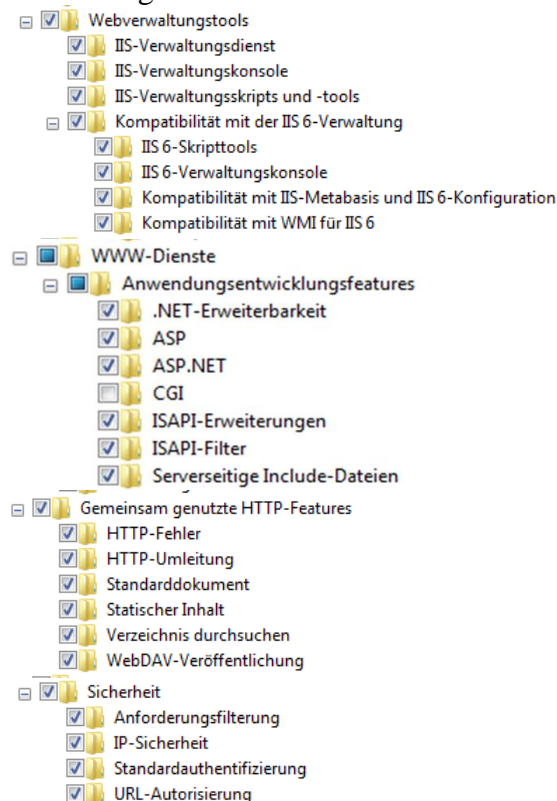 Webverwaltungstools
IIS-Verwaltungsdienst
IIS-Verwaltungskonsole
IIS-Verwaltungsskripts und -tools
Kompatibilität mit der IIS 6-Verwaltung
IIS 6-Skripttools
IIS 6-Verwaltungskonsole
Kompatibilität mit IIS-Metabasis und IIS 6-Konfiguration
Kompatibilität mit WMI für IIS 6
WWW-Dienste
Anwendungsentwicklungsfeatures
.NET-Erweiterbarkeit
ASP
ASP.NET
CGI
ISAPI-Erweiterungen
ISAPI-Filter
Serverseitige Include-Dateien
Gemeinsam genutzte HTTP-Features
HTTP-Fehler
HTTP-Umleitung
Standarddokument
Statischer Inhalt
Verzeichnis durchsuchen
WebDAV-Veröffentlichung
Sicherheit
Anforderungsfilterung
IP-Sicherheit
Standardauthentifizierung
URL-Autorisierung